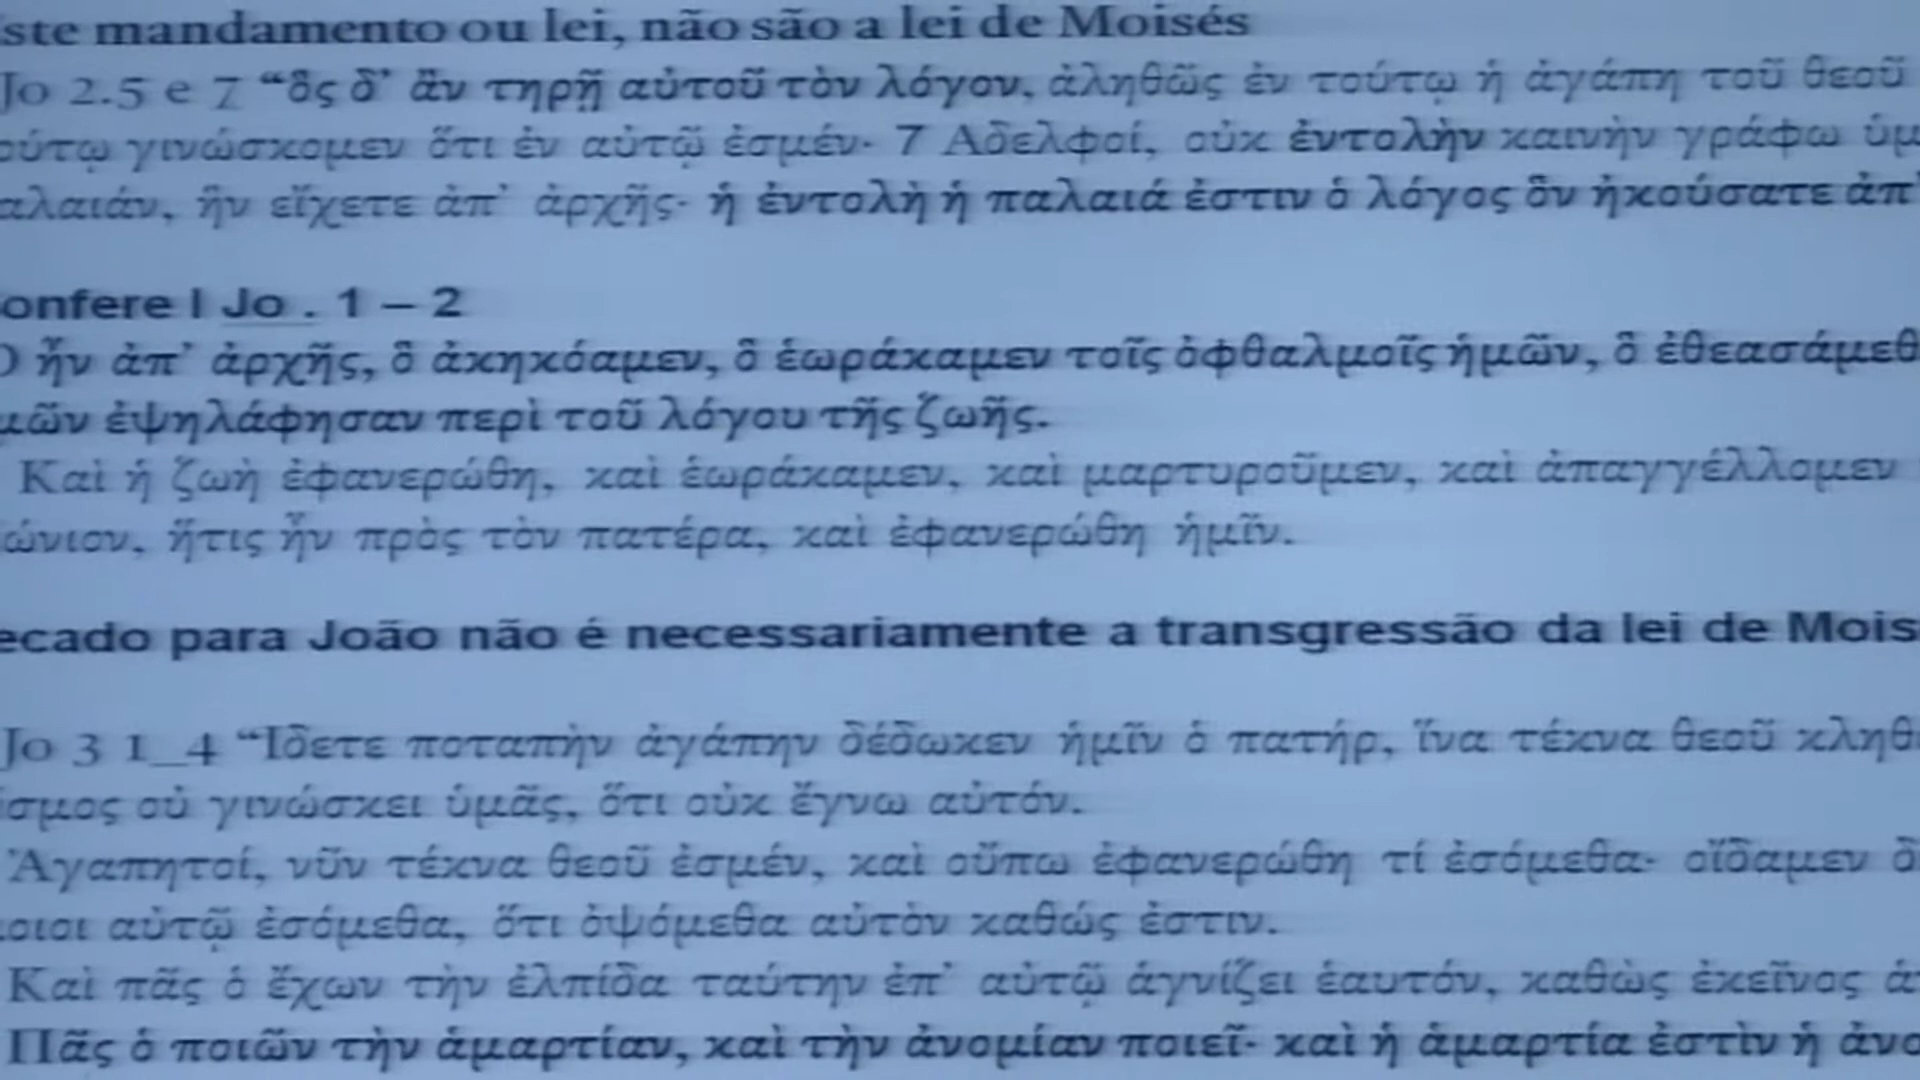 ste mandamento ou lei, não são a lei de Moisés
Jo 2.5 e 7 “ὃς δ’ ἂν τηρῇ αὐτοῦ τὸν λόγον, ἀληθῶς ἐν τούτῳ ἡ ἀγάπη τοῦ θεοῦ
ούτῳ γινώσκομεν ὅτι ἐν αὐτῷ ἐσμέν· 7 Ἀδελφοί, οὐκ ἐντολὴν καινὴν γράφω ὑμ
αλαιάν, ἣν εἴχετε ἀπ’ ἀρχῆς· ἡ ἐντολὴ ἡ παλαιά ἐστιν ὁ λόγος ὃν ἠκούσατε ἀπ’
onfere I Jo . 1 – 2
Ὃ ἦν ἀπ’ ἀρχῆς, ὃ ἀκηκόαμεν, ὃ ἑωράκαμεν τοῖς ὀφθαλμοῖς ἡμῶν, ὃ ἐθεασάμεθ
μῶν ἐψηλάφησαν περὶ τοῦ λόγου τῆς ζωῆς.
Καὶ ἡ ζωὴ ἐφανερώθη, καὶ ἑωράκαμεν, καὶ μαρτυροῦμεν, καὶ ἀπαγγέλλομεν
ώνιον, ἥτις ἦν πρὸς τὸν πατέρα, καὶ ἐφανερώθη ἡμῖν.
ecado para João não é necessariamente a transgressão da lei de Mois
Jo 3 1_4 “Ἴδετε ποταπὴν ἀγάπην δέδωκεν ἡμῖν ὁ πατήρ, ἵνα τέκνα θεοῦ κληθ
όσμος οὐ γινώσκει ὑμᾶς, ὅτι οὐκ ἔγνω αὐτόν.
Ἀγαπητοί, νῦν τέκνα θεοῦ ἐσμέν, καὶ οὔπω ἐφανερώθη τί ἐσόμεθα· οἴδαμεν δ
μοιοι αὐτῷ ἐσόμεθα, ὅτι ὀψόμεθα αὐτὸν καθώς ἐστιν.
Καὶ πᾶς ὁ ἔχων τὴν ἐλπίδα ταύτην ἐπ’ αὐτῷ ἁγνίζει ἑαυτόν, καθὼς ἐκεῖνος ἁ
Πᾶς ὁ ποιῶν τὴν ἁμαρτίαν, καὶ τὴν ἀνομίαν ποιεῖ· καὶ ἡ ἁμαρτία ἐστὶν ἡ ἀνο